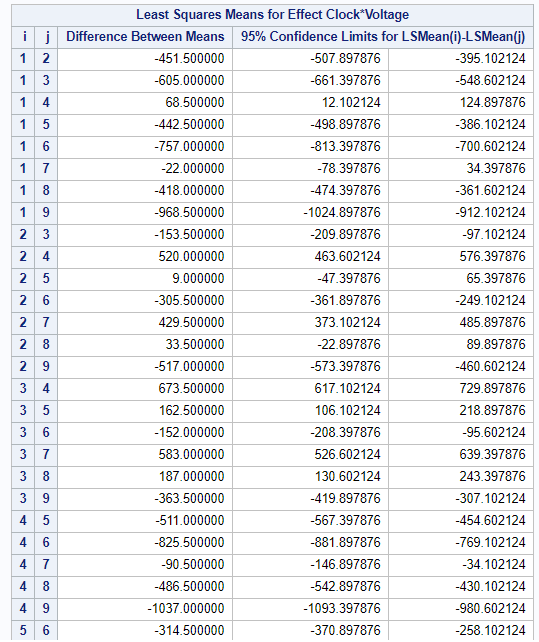 Least Squares Means for Effect Clock*Voltage
i j Difference Between Means 95% Confidence Limits for LSMean(i)-LSMean(j)
1 2 -451.500000 -507.897876 -395.102124
1 3 -605.000000 -661.397876 -548.602124
1 4 68.500000 12.102124 124.897876
1 5 -442.500000 -498.897876 -386.102124
1 6 -757.000000 -813.397876 -700.602124
1 7 -22.000000 -78.397876 34.397876
1 8 -418.000000 -474.397876 -361.602124
1 9 -968.500000 -1024.897876 -912.102124
2 3 -153.500000 -209.897876 -97.102124
2 4 520.000000 463.602124 576.397876
2 5 9.000000 -47.397876 65.397876
2 6 -305.500000 -361.897876 -249.102124
2 7 429.500000 373.102124 485.897876
2 8 33.500000 -22.897876 89.897876
2 9 -517.000000 -573.397876 -460.602124
3 4 673.500000 617.102124 729.897876
3 5 162.500000 106.102124 218.897876
3 6 -152.000000 -208.397876 -95.602124
3 7 583.000000 526.602124 639.397876
3 8 187.000000 130.602124 243.397876
3 9 -363.500000 -419.897876 -307.102124
4 5 -511.000000 -567.397876 -454.602124
4 6 -825.500000 -881.897876 -769.102124
4 7 -90.500000 -146.897876 -34.102124
4 8 -486.500000 -542.897876 -430.102124
4 9 -1037.000000 -1093.397876 -980.602124
5 6 -314.500000 -370.897876 -258.102124